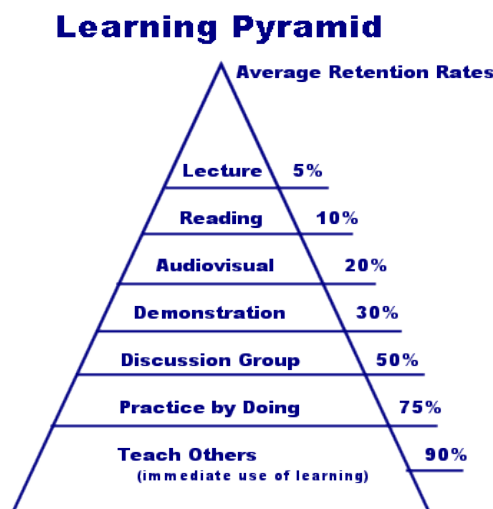 Learning Pyramid
Average Retention Rates
Lecture 5%
Reading 10%
Audiovisual 20%
Demonstration 30%
Discussion Group 50%
Practice by Doing 75%
Teach Others 90%
(immediate use of learning)